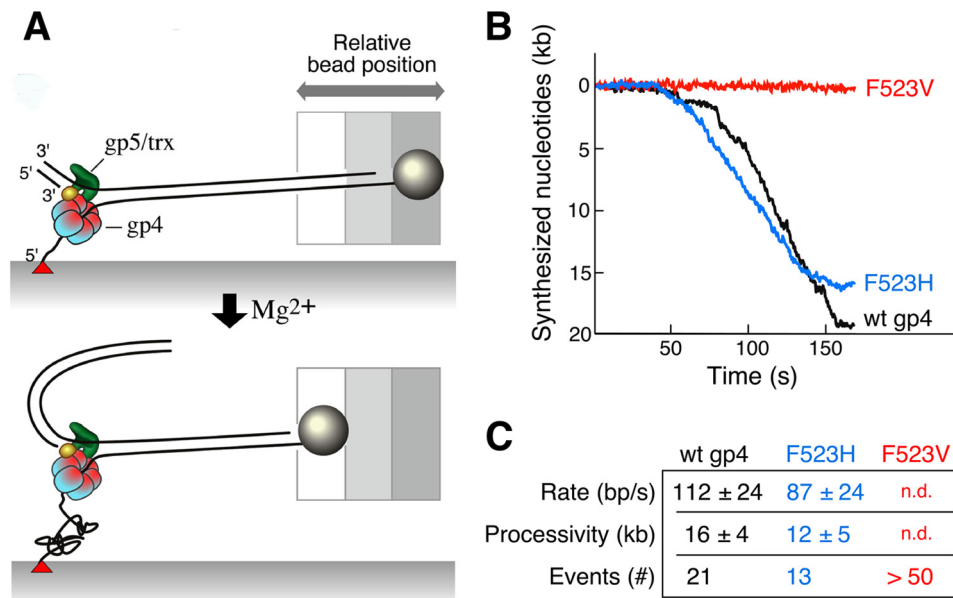 A
Relative
bead position
gp5/trx
3'
5'
3'
gp4
5'
Mg2+
B
Synthesized nucleotides (kb)
0
5
10
15
20
50
100
150
Time (s)
F523V
F523H
wt gp4
C
wt gp4 F523H F523V
Rate (bp/s) 112 ± 24 87 ± 24 n.d.
Processivity (kb) 16 ± 4 12 ± 5 n.d.
Events (#) 21 13 > 50